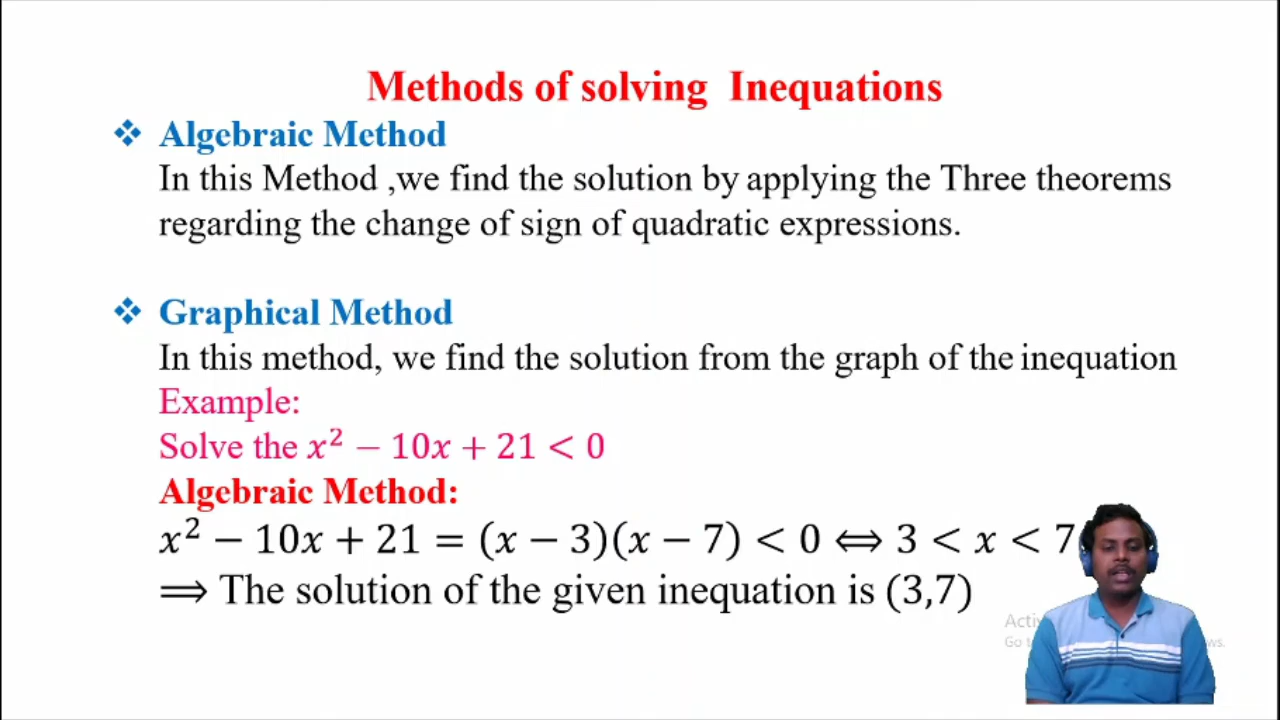 Methods of solving Inequations
❖ Algebraic Method
In this Method ,we find the solution by applying the Three theorems
regarding the change of sign of quadratic expressions.
❖ Graphical Method
In this method, we find the solution from the graph of the inequation
Example:
Solve the x² − 10x + 21 < 0
Algebraic Method:
x² − 10x + 21 = (x − 3)(x − 7) < 0 ⟺ 3 < x < 7
⟹ The solution of the given inequation is (3,7)